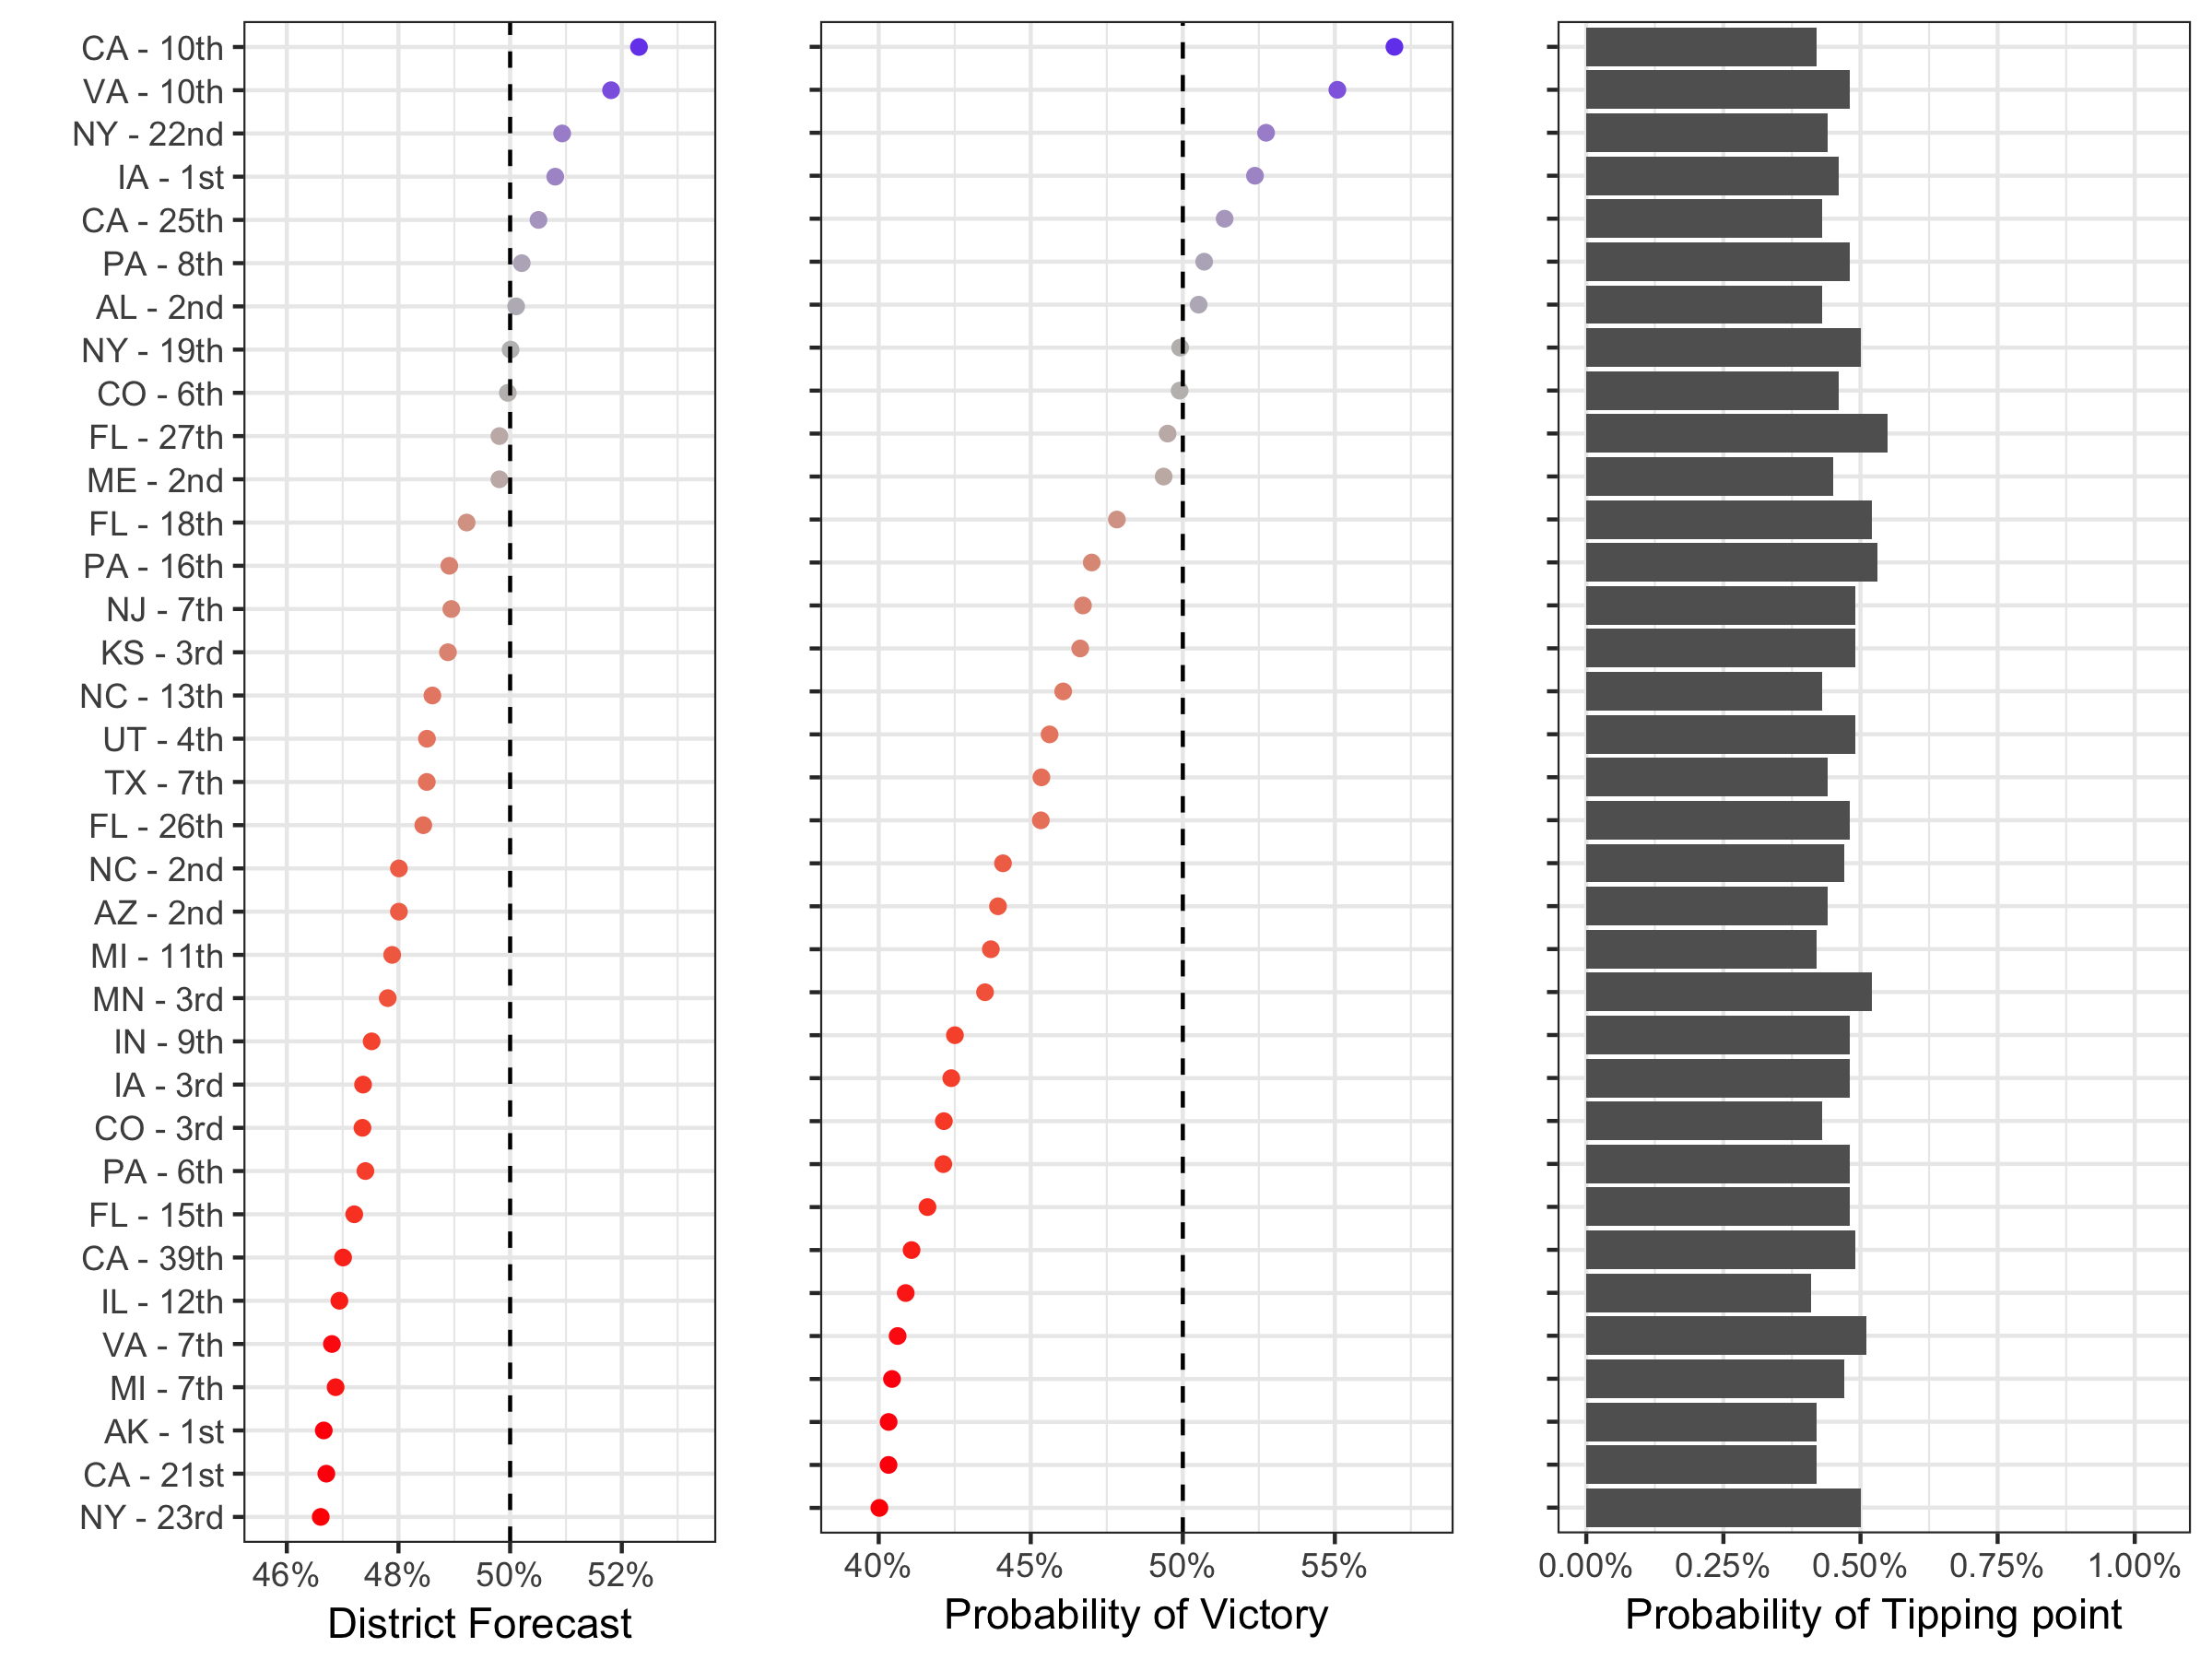 CA - 10th
VA - 10th
NY - 22nd
IA - 1st
CA - 25th
PA - 8th
AL - 2nd
NY - 19th
CO - 6th
FL - 27th
ME - 2nd
FL - 18th
PA - 16th
NJ - 7th
KS - 3rd
NC - 13th
UT - 4th
TX - 7th
FL - 26th
NC - 2nd
AZ - 2nd
MI - 11th
MN - 3rd
IN - 9th
IA - 3rd
CO - 3rd
PA - 6th
FL - 15th
CA - 39th
IL - 12th
VA - 7th
MI - 7th
AK - 1st
CA - 21st
NY - 23rd
46% 48% 50% 52%
District Forecast
40% 45% 50% 55%
Probability of Victory
0.00% 0.25% 0.50% 0.75% 1.00%
Probability of Tipping point